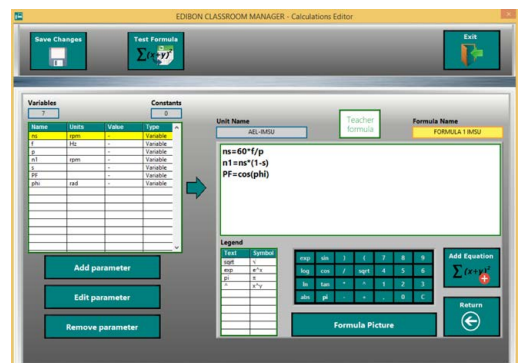 EDIBON CLASSROOM MANAGER - Calculations Editor
Save Changes
Test Formula
Σ(x+y)²
Exit
Variables
7
Constants
0
Name Units Value Type
ns rpm - Variable
f Hz - Variable
p - Variable
n1 rpm - Variable
s - Variable
PF - Variable
phi rad - Variable
Add parameter
Edit parameter
Remove parameter
Unit Name
AEL-IMSU
Teacher
formula
Formula Name
FORMULA 1 IMSU
ns=60*f/p
n1=ns*(1-s)
PF=cos(phi)
Legend
Text Symbol
sqrt √
exp e^x
pi π
^ x^y
exp sin ) ( 7 8 9
log cos / sqrt 4 5 6
ln tan * ^ 1 2 3
abs pi - + . 0 C
Formula Picture
Add Equation
Σ(x+y)²
Return